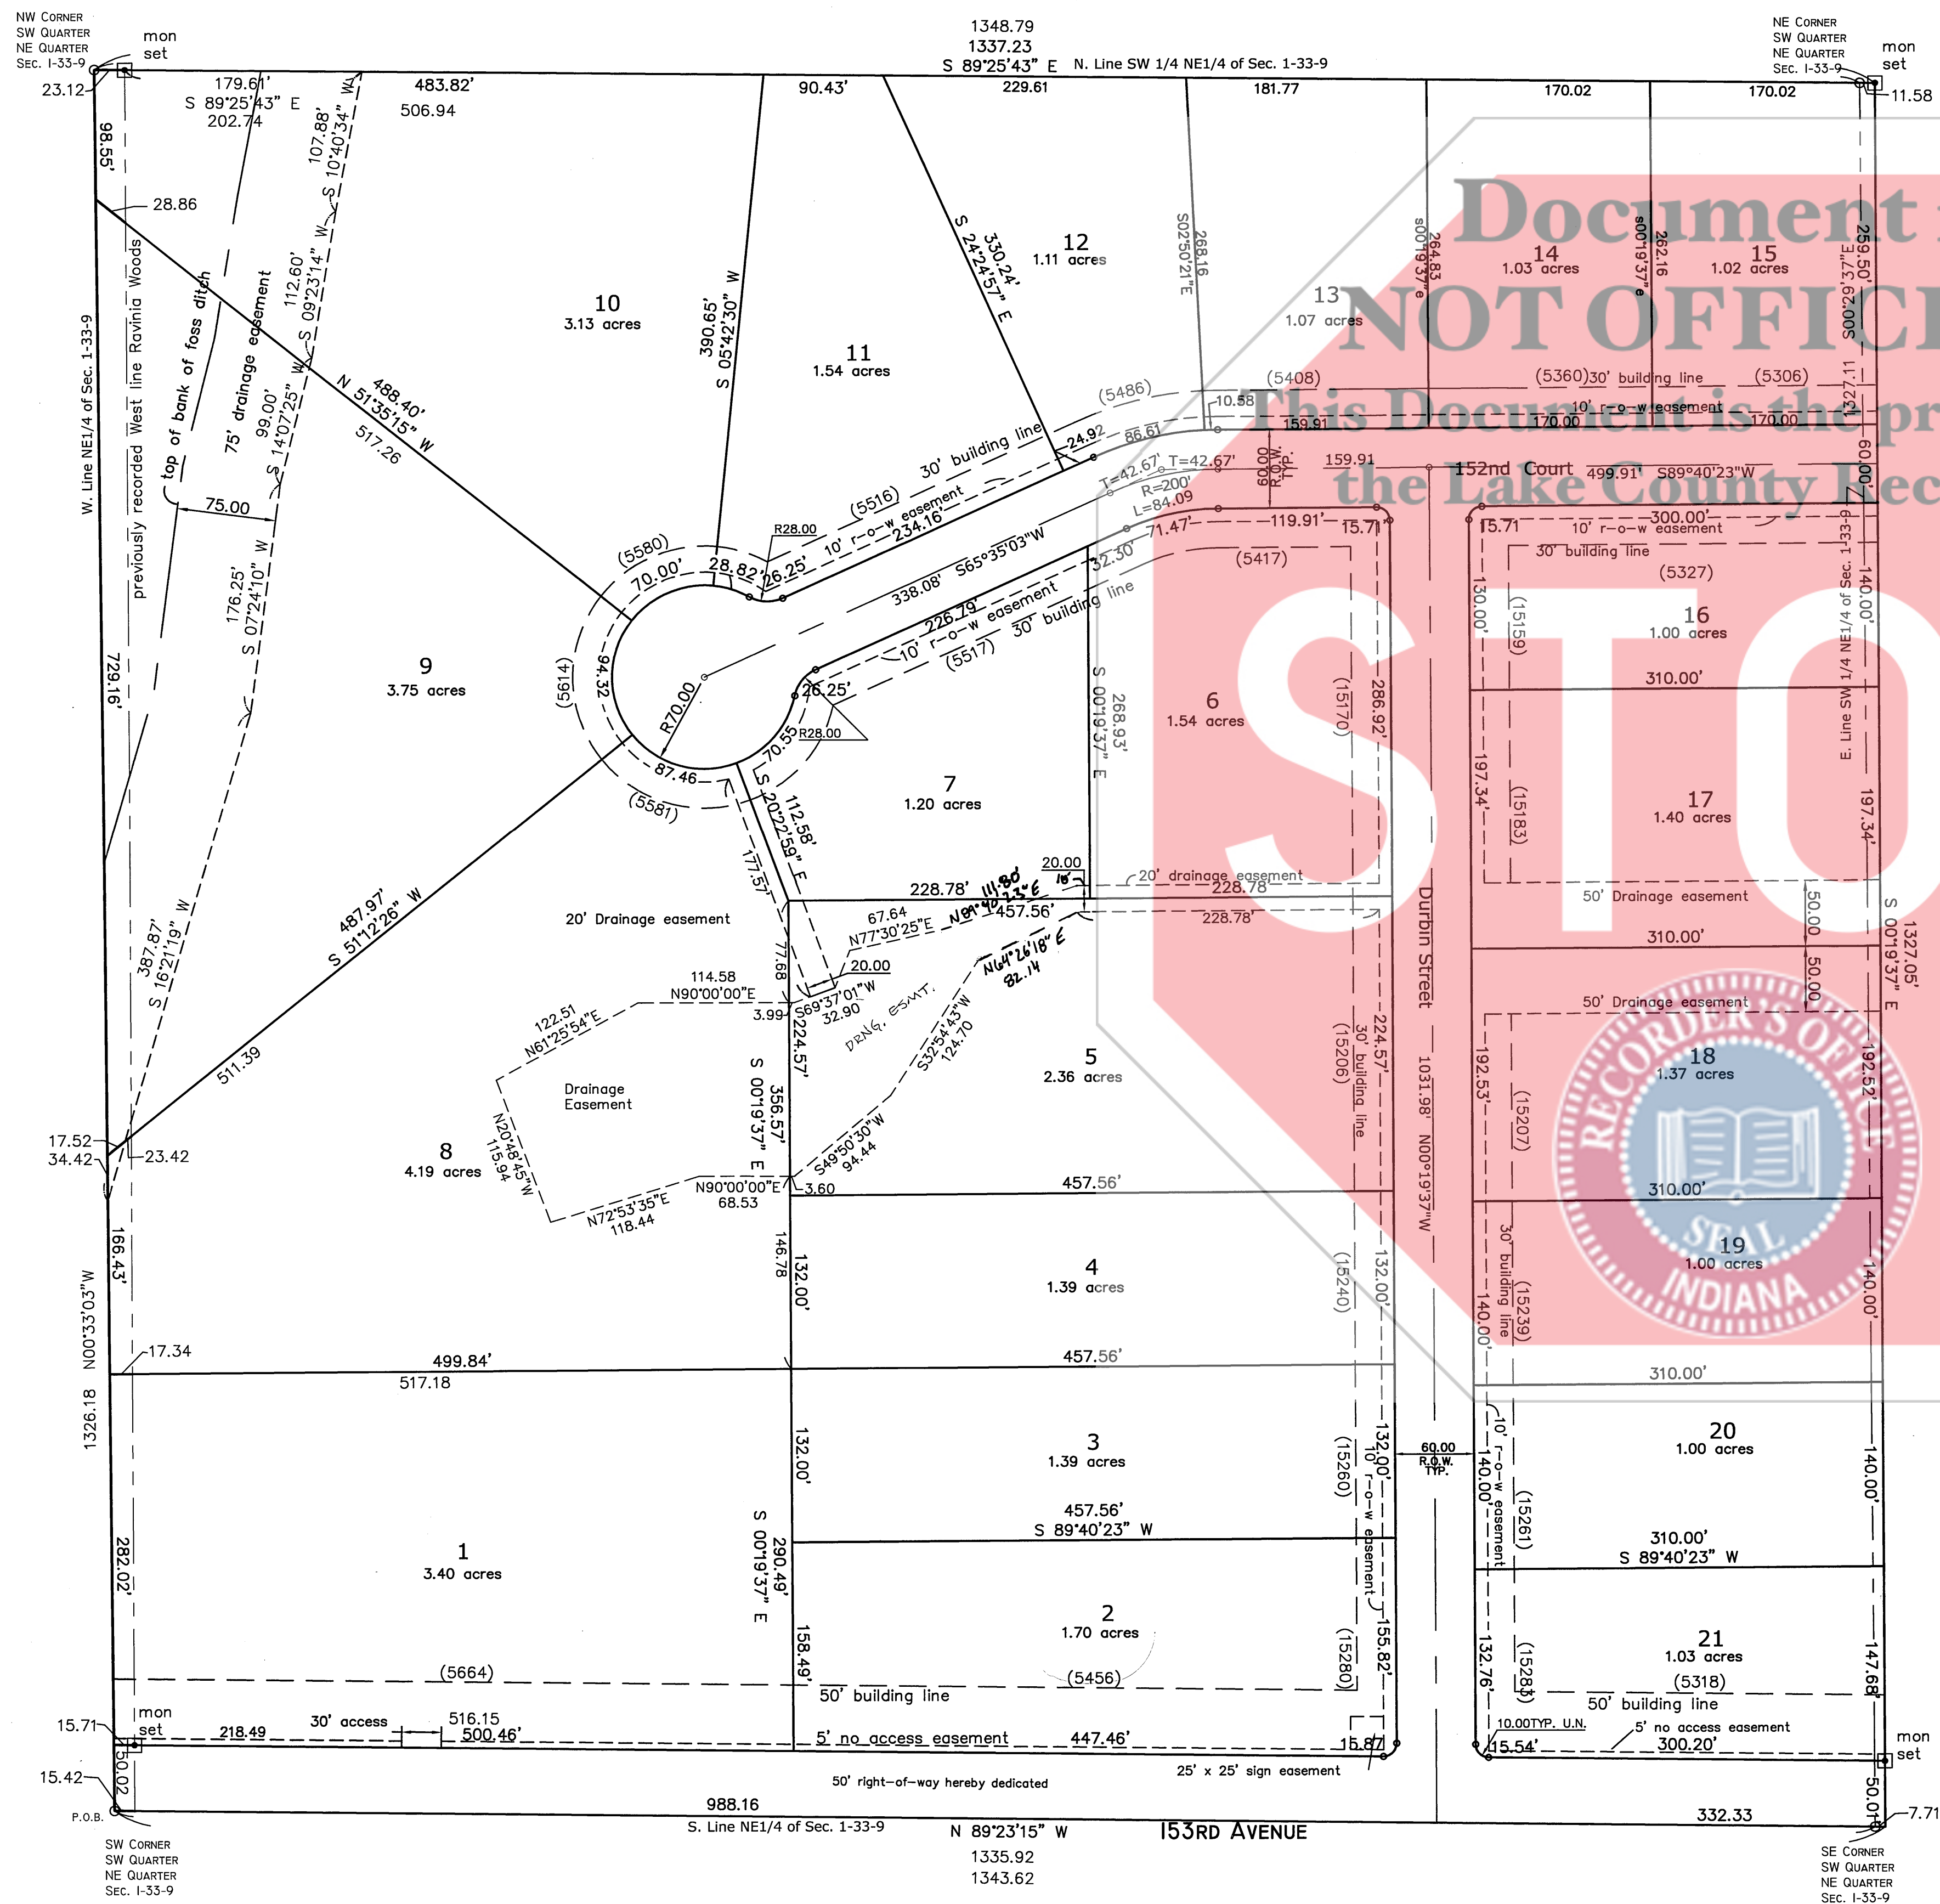 NW CORNER
SW QUARTER
NE QUARTER
SEC. 1-33-9
mon
set
1348.79
1337.23
S 89°25'43" E N. Line SW 1/4 NE1/4 of Sec. 1-33-9
NE CORNER
SW QUARTER
NE QUARTER
SEC. 1-33-9
mon
set
23.12
179.61'
S 89°25'43" E
202.74
483.82'
506.94
90.43'
229.61
181.77
170.02
170.02
11.58
98.55'
28.86
107.88'
S 10°40'34" W
112.60'
S 09°23'14" W
99.00'
S 14°07'25" W
176.25'
S 07°24'10" W
387.87'
S 16°21'19" W
W. Line NE1/4 of Sec. 1-33-9
previously recorded West line Ravinia Woods
top of bank of foss ditch
75' drainage easement
75.00
729.16'
488.40'
N 51°35'15" W
517.26
10
3.13 acres
390.65'
S 05°42'30" W
11
1.54 acres
330.24'
S 24°24'57" E
12
1.11 acres
268.16
S02°50'21"E
13
1.07 acres
264.83
s00°19'37"e
14
1.03 acres
262.16
s00°19'37"e
15
1.02 acres
259.50'
S00°29'37"E
1327.11
Document
NOT OFFIC
This Document is the pr
the Lake County Rec
STO
(5486)
(5408)
(5360)
30' building line
(5306)
10' r-o-w easement
10.58
24.92
86.61
159.91
170.00
170.00
60.00'
T=42.67'
T=42.67'
R=200'
L=84.09
60.00
R.O.W.
TYP.
159.91
152nd Court 499.91' S89°40'23"W
30' building line
(5516)
10' r-o-w easement
234.16'
R28.00
(5580)
70.00'
28.82'
26.25'
338.08' S65°35'03"W
226.79'
10' r-o-w easement
(5517)
30' building line
32.30'
71.47'
119.91'
15.71'
(5417)
15.71
300.00'
10' r-o-w easement
30' building line
(5327)
130.00'
(15159)
16
1.00 acres
140.00'
E. Line SW 1/4 NE1/4 of Sec. 1-33-9
310.00'
9
3.75 acres
(5614)
94.32
R70.00
26.25'
R28.00
70.55
87.46
(5581)
7
1.20 acres
268.93'
S 00°19'37" E
6
1.54 acres
(15170)
286.92'
197.34'
(15183)
17
1.40 acres
197.34'
112.58'
S 20°22'59" E
177.57
487.97'
S 51°12'26" W
511.39
20' Drainage easement
228.78'
111.80'
N89°40'23"E
20.00
20' drainage easement
228.78
67.64
N77°30'25"E
457.56'
228.78'
N64°26'18"E
82.14
77.68
20.00
S69°37'01"W
32.90
DRNG. ESMT.
S32°54'43"W
124.70
114.58
N90°00'00"E
3.99
122.51
N61°25'54"E
Drainage
Easement
N20°48'45"W
115.94
N72°53'35"E
118.44
N90°00'00"E
68.53
3.60
S49°50'30"W
94.44
224.57'
356.57'
S 00°19'37" E
5
2.36 acres
(15206)
30' building line
224.57'
Durbin Street 1031.98' N00°19'37"W
50' Drainage easement
50.00
310.00'
50.00
50' Drainage easement
1327.05'
S 00°19'37" E
192.53'
(15207)
18
1.37 acres
192.52'
310.00'
RECORDER'S OFFICE
SEAL
INDIANA
17.52
34.42
23.42
8
4.19 acres
457.56'
166.43'
N00°33'03"W
1326.18
17.34
499.84'
517.18
146.78
132.00'
4
1.39 acres
(15240)
132.00'
30' building line
(15239)
140.00'
19
1.00 acres
140.00'
457.56'
310.00'
132.00'
3
1.39 acres
(15260)
132.00'
10' r-o-w easement
60.00
R.O.W.
TYP.
140.00'
10' r-o-w easement
(15261)
20
1.00 acres
140.00'
457.56'
S 89°40'23" W
310.00'
S 89°40'23" W
282.02'
1
3.40 acres
290.49'
S 00°19'37" E
158.49'
2
1.70 acres
(15280)
155.82'
132.76'
(15283)
21
1.03 acres
147.68'
(5664)
(5456)
50' building line
(5318)
50' building line
15.71
mon
set
218.49
30' access
516.15
500.46'
5' no access easement
447.46'
15.87
25' x 25' sign easement
10.00TYP. U.N.
5' no access easement
15.54'
300.20'
mon
set
50.02
15.42
P.O.B.
50' right-of-way hereby dedicated
988.16
332.33
50.01
7.71
S. Line NE1/4 of Sec. 1-33-9
N 89°23'15" W
153RD AVENUE
1335.92
1343.62
SW CORNER
SW QUARTER
NE QUARTER
SEC. 1-33-9
SE CORNER
SW QUARTER
NE QUARTER
SEC. 1-33-9